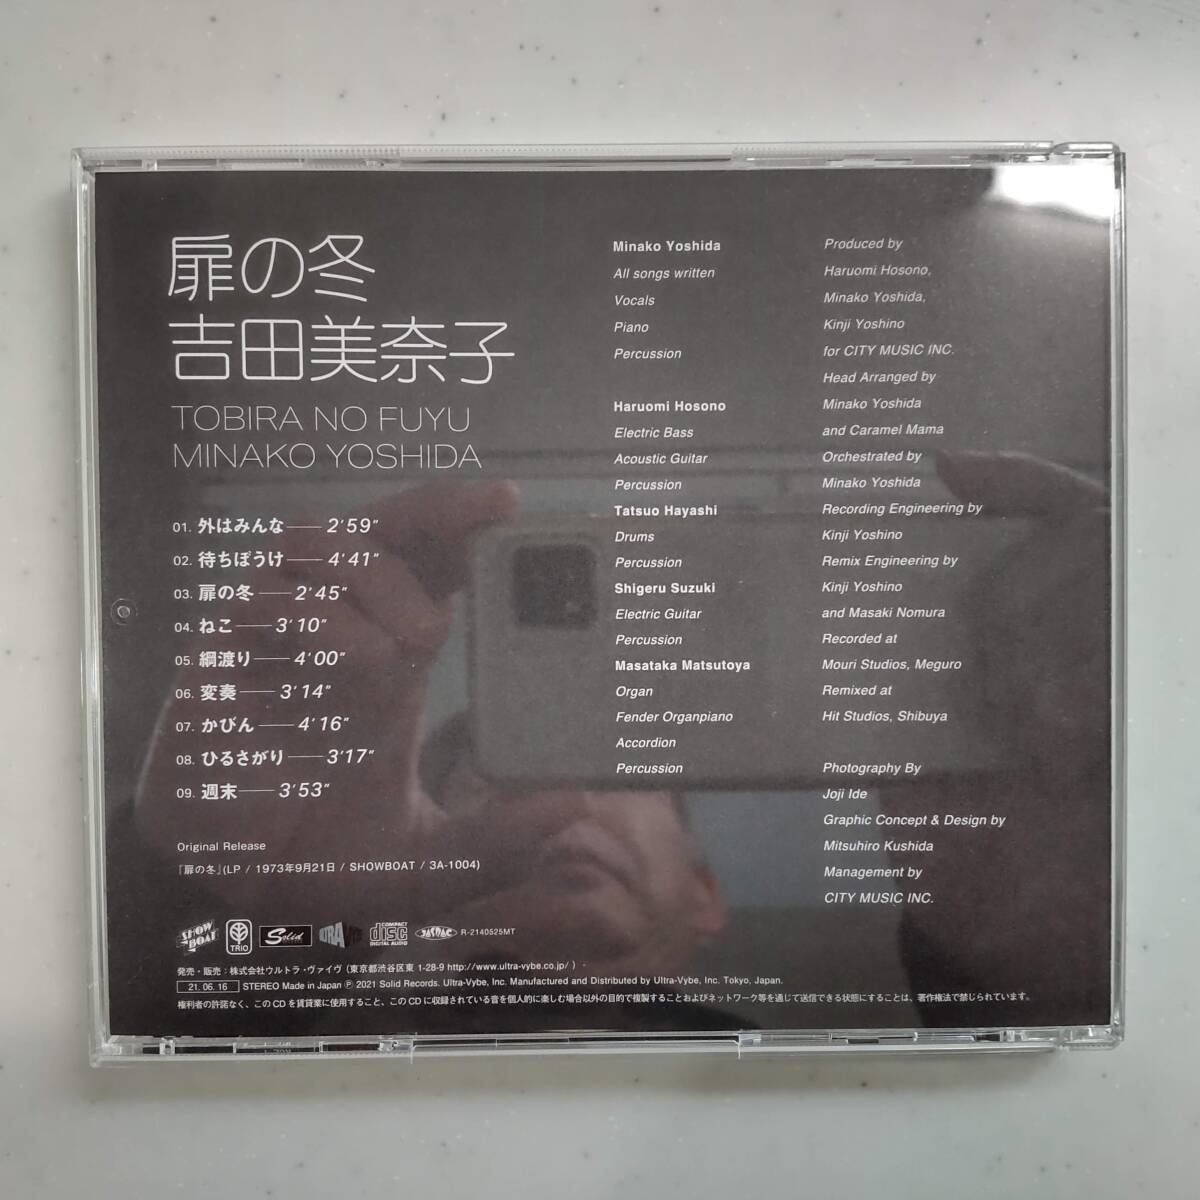 扉の冬
吉田美奈子
TOBIRA NO FUYU
MINAKO YOSHIDA
01. 外はみんな——2'59"
02. 待ちぼうけ——4'41"
03. 扉の冬——2'45"
04. ねこ——3'10"
05. 綱渡り——4'00"
06. 変奏——3'14"
07. かびん——4'16"
08. ひるさがり——3'17"
09. 週末——3'53"
Original Release
『扉の冬』(LP / 1973年9月21日 / SHOWBOAT / 3A-1004)
Minako Yoshida
All songs written
Vocals
Piano
Percussion
Haruomi Hosono
Electric Bass
Acoustic Guitar
Percussion
Tatsuo Hayashi
Drums
Percussion
Shigeru Suzuki
Electric Guitar
Percussion
Masataka Matsutoya
Organ
Fender Organpiano
Accordion
Percussion
Produced by
Haruomi Hosono,
Minako Yoshida,
Kinji Yoshino
for CITY MUSIC INC.
Head Arranged by
Minako Yoshida
and Caramel Mama
Orchestrated by
Minako Yoshida
Recording Engineering by
Kinji Yoshino
Remix Engineering by
Kinji Yoshino
and Masaki Nomura
Recorded at
Mouri Studios, Meguro
Remixed at
Hit Studios, Shibuya
Photography By
Joji Ide
Graphic Concept & Design by
Mitsuhiro Kushida
Management by
CITY MUSIC INC.
SHOW BOAT TRIO Solid ULTRA-VYBE COMPACT disc DIGITAL AUDIO JASRAC R-2140525MT
発売・販売：株式会社ウルトラ・ヴァイヴ（東京都渋谷区東 1-28-9 http://www.ultra-vybe.co.jp/ ）
21. 06. 16 STEREO Made in Japan Ⓟ 2021 Solid Records. Ultra-Vybe, Inc. Manufactured and Distributed by Ultra-Vybe, Inc. Tokyo, Japan.
権利者の許諾なく、このCDを賃貸業に使用すること、このCDに収録されている音を個人的に楽しむ場合以外の目的で複製することおよびネットワーク等を通じて送信できる状態にすることは、著作権法で禁じられています。